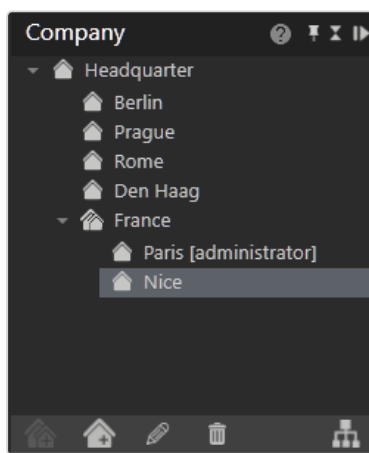 Company
Headquarter
Berlin
Prague
Rome
Den Haag
France
Paris [administrator]
Nice